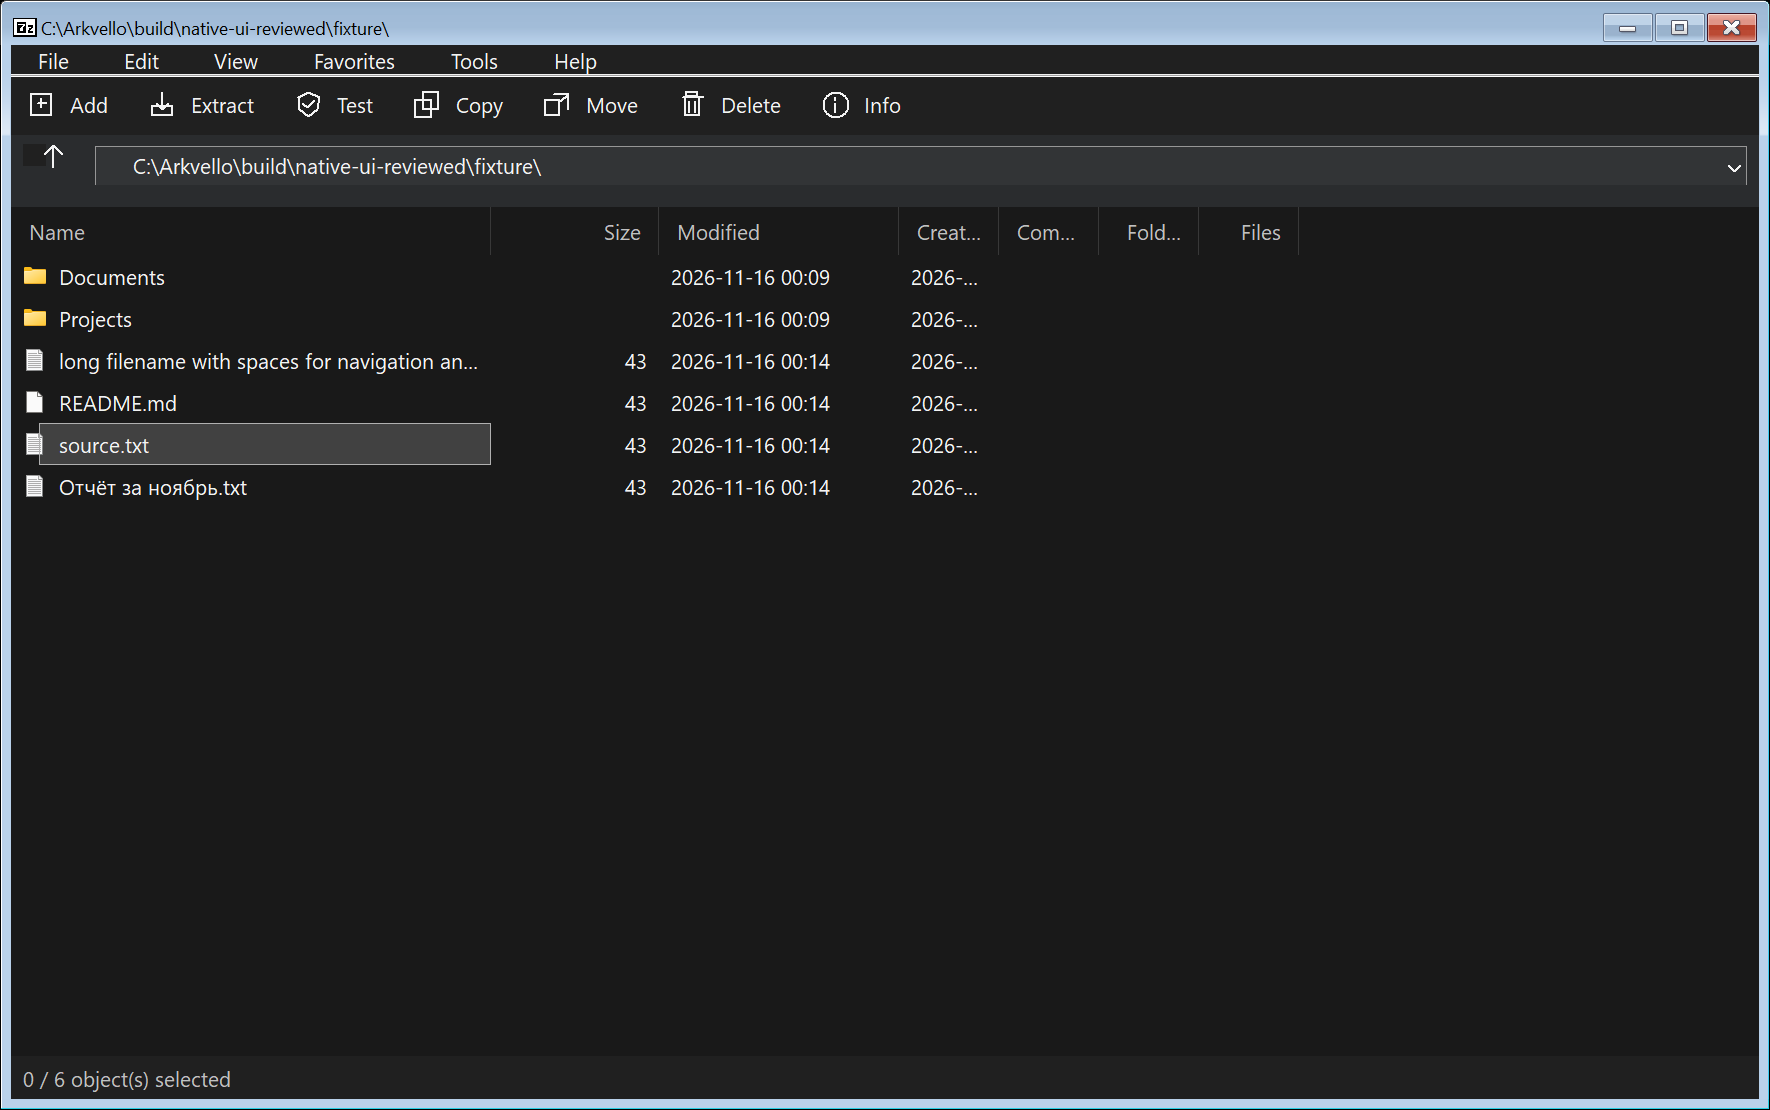 7z C:\Arkvello\build\native-ui-reviewed\fixture\
File Edit View Favorites Tools Help
Add Extract Test Copy Move Delete Info
C:\Arkvello\build\native-ui-reviewed\fixture\
Name Size Modified Creat... Com... Fold... Files
Documents 2026-11-16 00:09 2026-...
Projects 2026-11-16 00:09 2026-...
long filename with spaces for navigation an... 43 2026-11-16 00:14 2026-...
README.md 43 2026-11-16 00:14 2026-...
source.txt 43 2026-11-16 00:14 2026-...
Отчёт за ноябрь.txt 43 2026-11-16 00:14 2026-...
0 / 6 object(s) selected